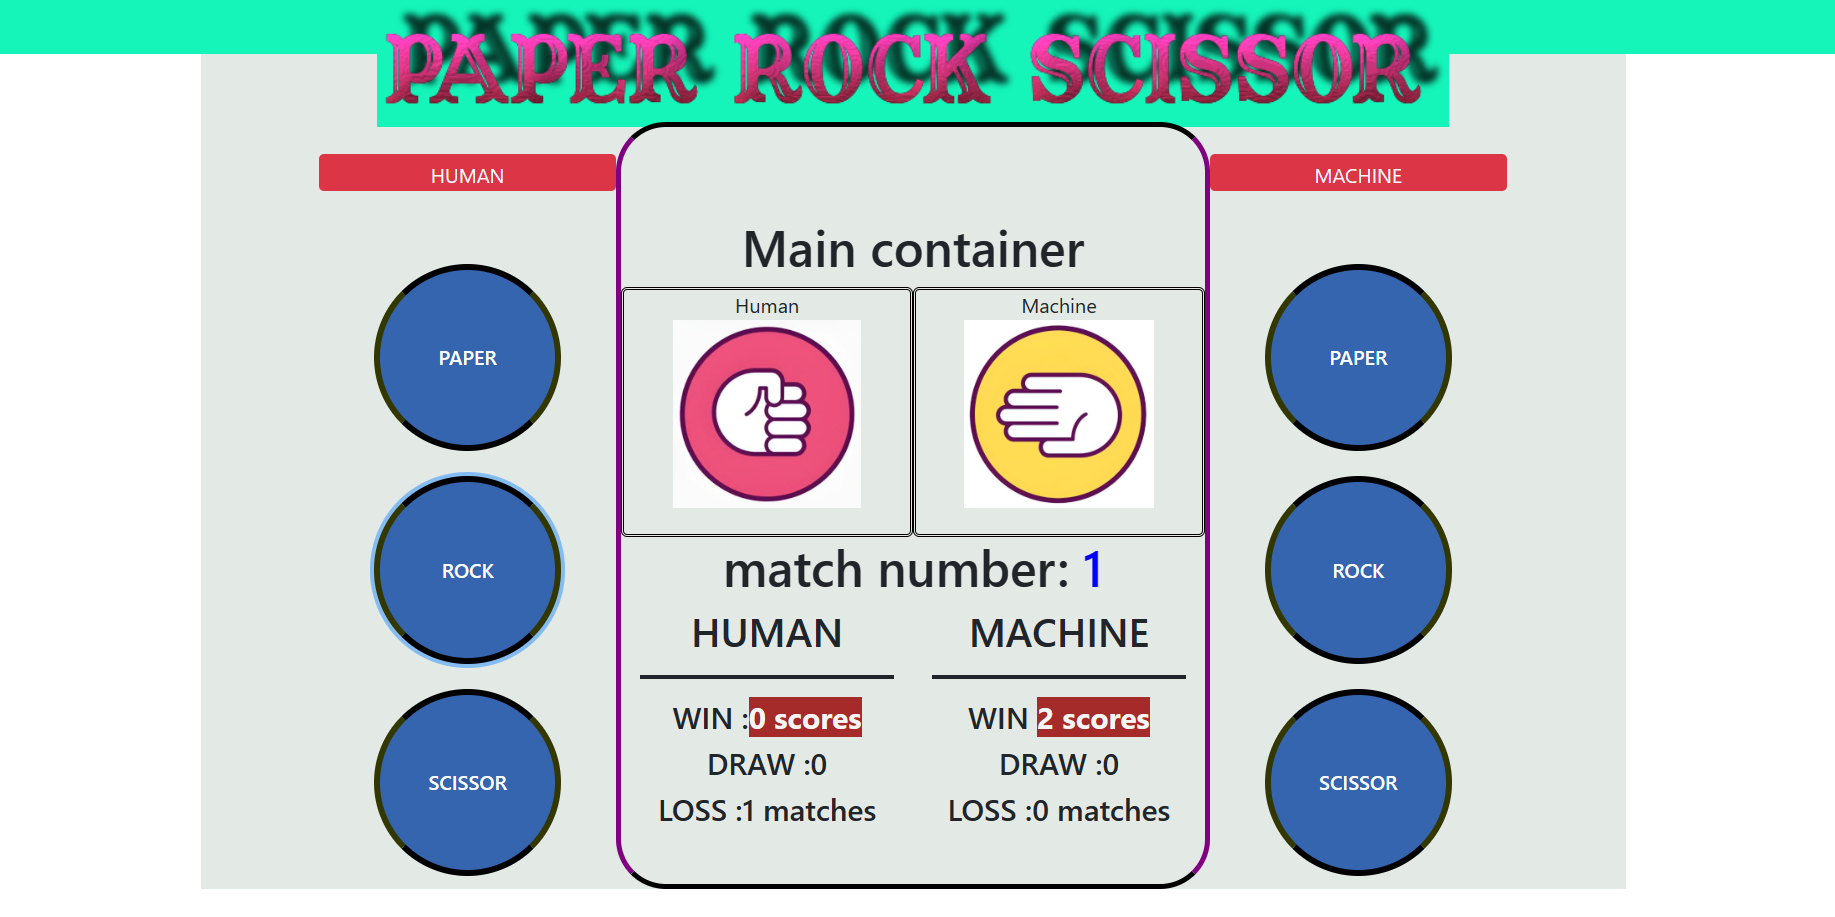 PAPER ROCK SCISSOR
HUMAN
MACHINE
Main container
Human
Machine
PAPER
PAPER
ROCK
ROCK
SCISSOR
SCISSOR
match number: 1
HUMAN
MACHINE
WIN :0 scores
DRAW :0
LOSS :1 matches
WIN 2 scores
DRAW :0
LOSS :0 matches